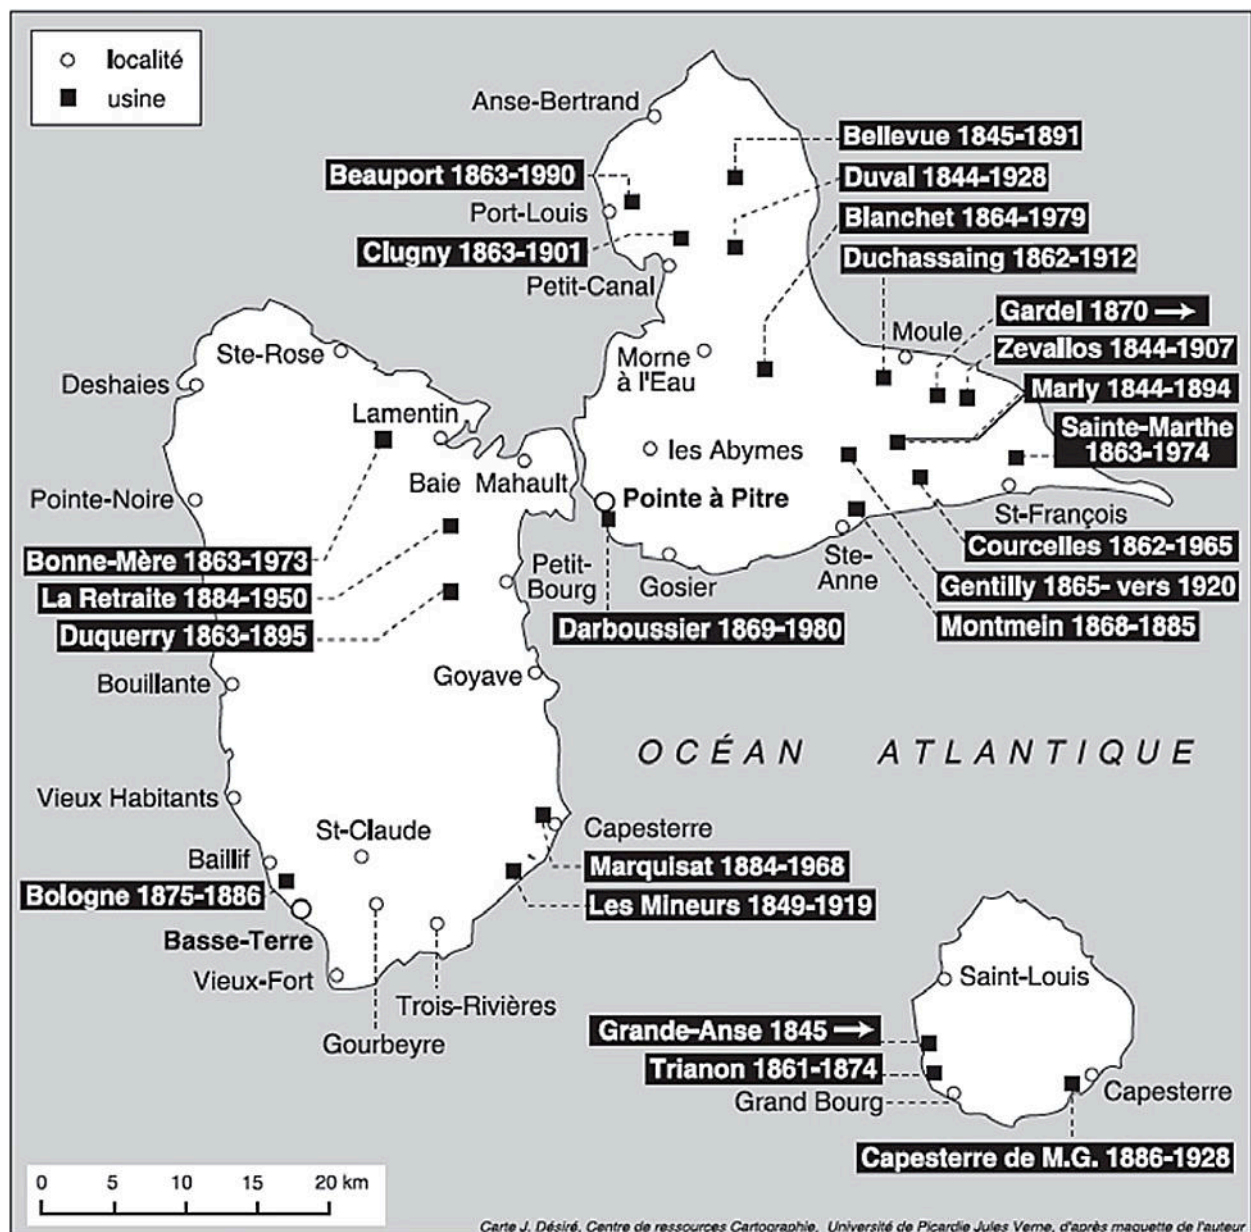 localité
usine
Anse-Bertrand
Bellevue 1845-1891
Beauport 1863-1990
Duval 1844-1928
Port-Louis
Blanchet 1864-1979
Clugny 1863-1901
Duchassaing 1862-1912
Petit-Canal
Gardel 1870 →
Moule
Zevallos 1844-1907
Ste-Rose
Morne
à l'Eau
Deshaies
Marly 1844-1894
Lamentin
Sainte-Marthe
1863-1974
les Abymes
Baie Mahault
Pointe-Noire
Pointe à Pitre
St-François
Bonne-Mère 1863-1973
Petit-
Bourg
Gosier
Ste-
Anne
Courcelles 1862-1965
La Retraite 1884-1950
Gentilly 1865- vers 1920
Duquerry 1863-1895
Darboussier 1869-1980
Montmein 1868-1885
Bouillante
Goyave
OCÉAN ATLANTIQUE
Vieux Habitants
St-Claude
Capesterre
Baillif
Marquisat 1884-1968
Bologne 1875-1886
Les Mineurs 1849-1919
Basse-Terre
Vieux-Fort
Trois-Rivières
Gourbeyre
Saint-Louis
Grande-Anse 1845 →
Trianon 1861-1874
Grand Bourg
Capesterre
Capesterre de M.G. 1886-1928
0 5 10 15 20 km
Carte J. Désiré, Centre de ressources Cartographie, Université de Picardie Jules Verne, d'après maquette de l'auteur